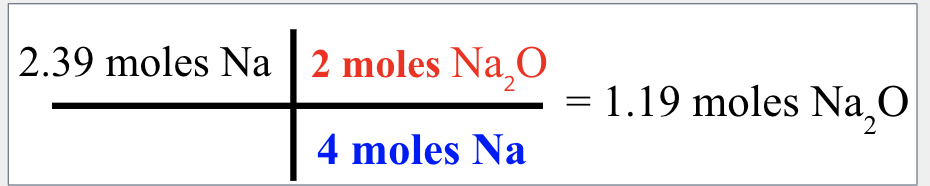 2.39 moles Na 2 moles Na₂O
4 moles Na
= 1.19 moles Na₂O